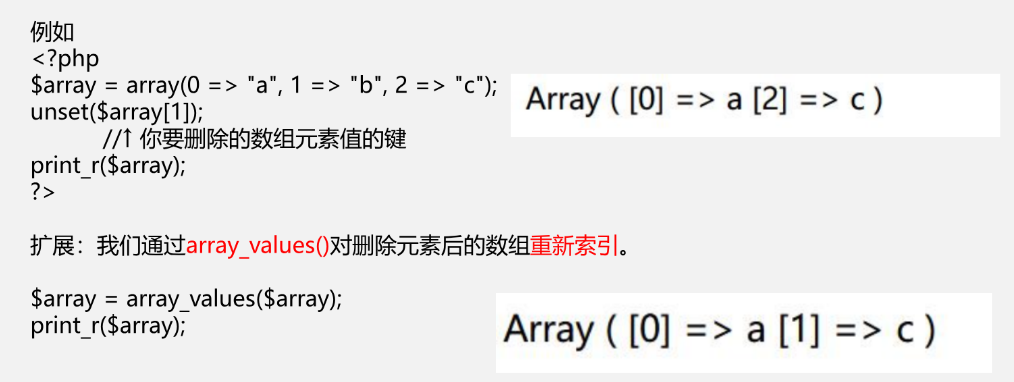 例如
<?php
$array = array(0 => "a", 1 => "b", 2 => "c");
unset($array[1]);
//↑ 你要删除的数组元素值的键
print_r($array);
?>
Array ( [0] => a [2] => c )
扩展：我们通过array_values()对删除元素后的数组重新索引。
$array = array_values($array);
print_r($array);
Array ( [0] => a [1] => c )